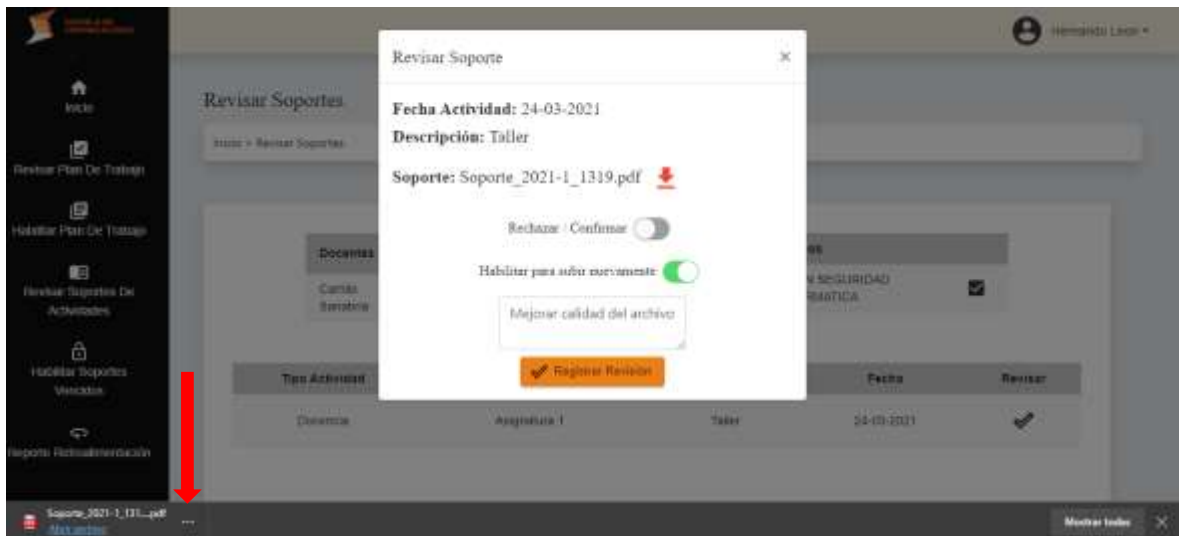 Hernando Leon
Inicio
Revisar Plan De Trabajo
Habilitar Plan De Trabajo
Revisar Soportes De
Actividades
Habilitar Soportes
Vencidos
Reporte Retroalimentación
Revisar Soportes
Inicio > Revisar Soportes
Docentes
Camilo
N SEGURIDAD
Tipo Actividad
Fecha
Revisar
Docencia
Asignatura 1
Taller
24-03-2021
Revisar Soporte
×
Fecha Actividad: 24-03-2021
Descripción: Taller
Soporte: Soporte_2021-1_1319.pdf
Rechazar / Confirmar
Habilitar para subir nuevamente
Mejorar calidad del archivo
Registrar Revisión
Soporte_2021-1_131....pdf
Abrir archivo
...
Mostrar todos